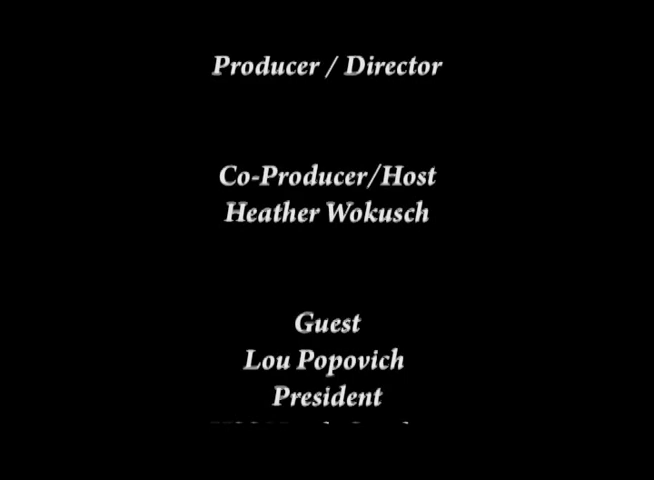 Producer / Director
Co-Producer/Host
Heather Wokusch
Guest
Lou Popovich
President